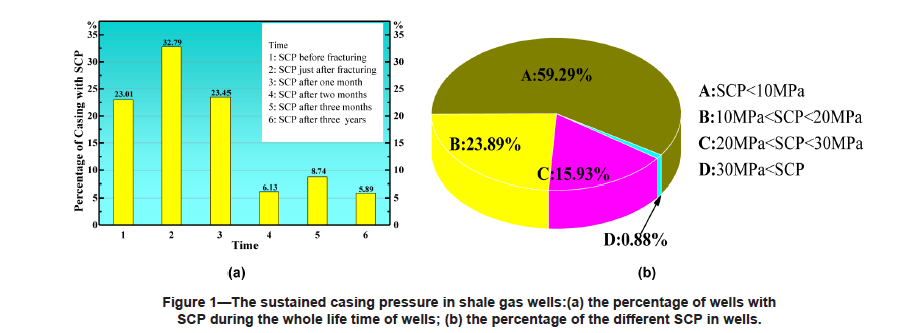 %
%
35
35
30
30
25
25
20
20
15
15
10
10
5
5
0
0
Percentage of Casing with SCP
23.01
32.79
23.45
6.13
8.74
5.89
Time
1: SCP before fracturing
2: SCP just after fracturing
3: SCP after one month
4: SCP after two months
5: SCP after three months
6: SCP after three years
1 2 3 4 5 6
Time
(a)
A:59.29%
B:23.89%
C:15.93%
D:0.88%
A:SCP<10MPa
B:10MPa<SCP<20MPa
C:20MPa<SCP<30MPa
D:30MPa<SCP
(b)
Figure 1—The sustained casing pressure in shale gas wells:(a) the percentage of wells with
SCP during the whole life time of wells; (b) the percentage of the different SCP in wells.